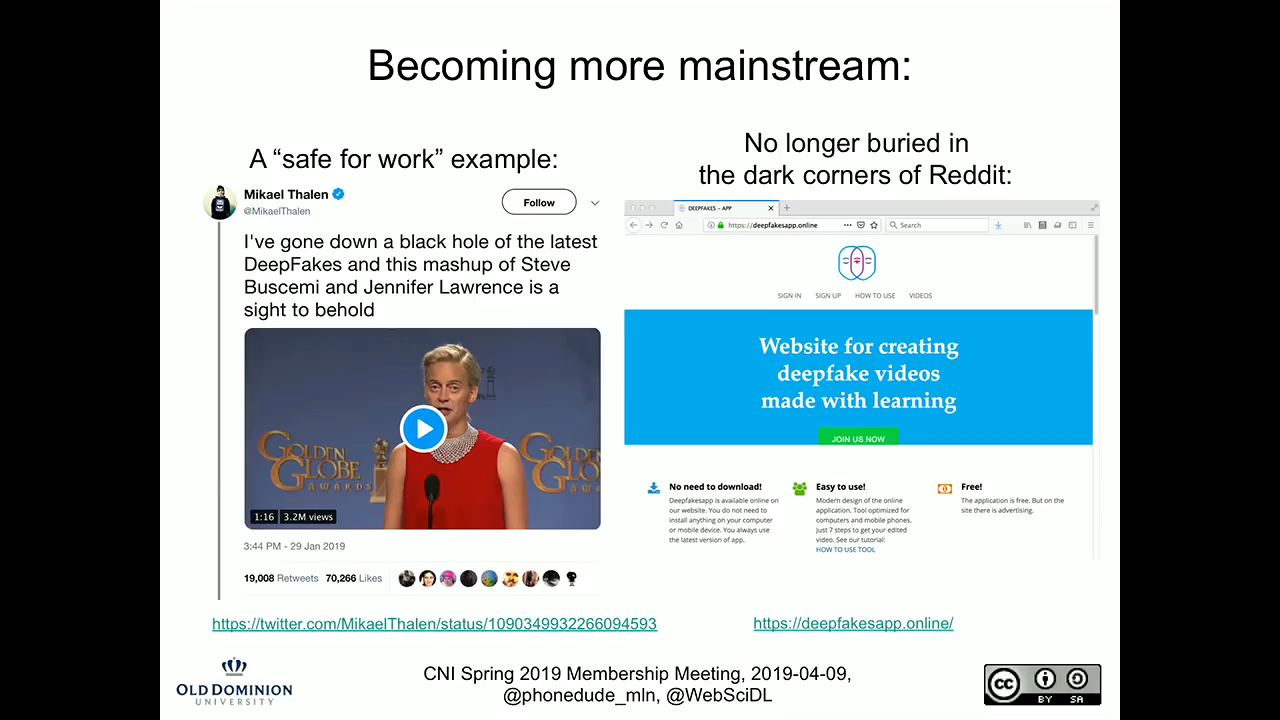 Becoming more mainstream:
A “safe for work” example:
Mikael Thalen
@MikaelThalen
Follow
I've gone down a black hole of the latest
DeepFakes and this mashup of Steve
Buscemi and Jennifer Lawrence is a
sight to behold
GOLDEN
GLOBE
AWARDS
GOLDEN
GLOBE
AWA
1:16 3.2M views
3:44 PM - 29 Jan 2019
19,008 Retweets 70,266 Likes
https://twitter.com/MikaelThalen/status/1090349932266094593
No longer buried in
the dark corners of Reddit:
DEEPFAKES – APP
https://deepfakesapp.online
Search
SIGN IN SIGN UP HOW TO USE VIDEOS
Website for creating
deepfake videos
made with learning
JOIN US NOW
No need to download!
Deepfakesapp is available online on
our website. You do not need to
install anything on your computer
or mobile device. You always use
the latest version of app.
Easy to use!
Modern design of the online
application. Tool optimized for
computers and mobile phones.
Just 7 steps to get your edited
video. See our tutorial:
HOW TO USE TOOL
Free!
The application is free. But on the
site there is advertising.
https://deepfakesapp.online/
OLD DOMINION
UNIVERSITY
CNI Spring 2019 Membership Meeting, 2019-04-09,
@phonedude_mln, @WebSciDL
CC
BY SA